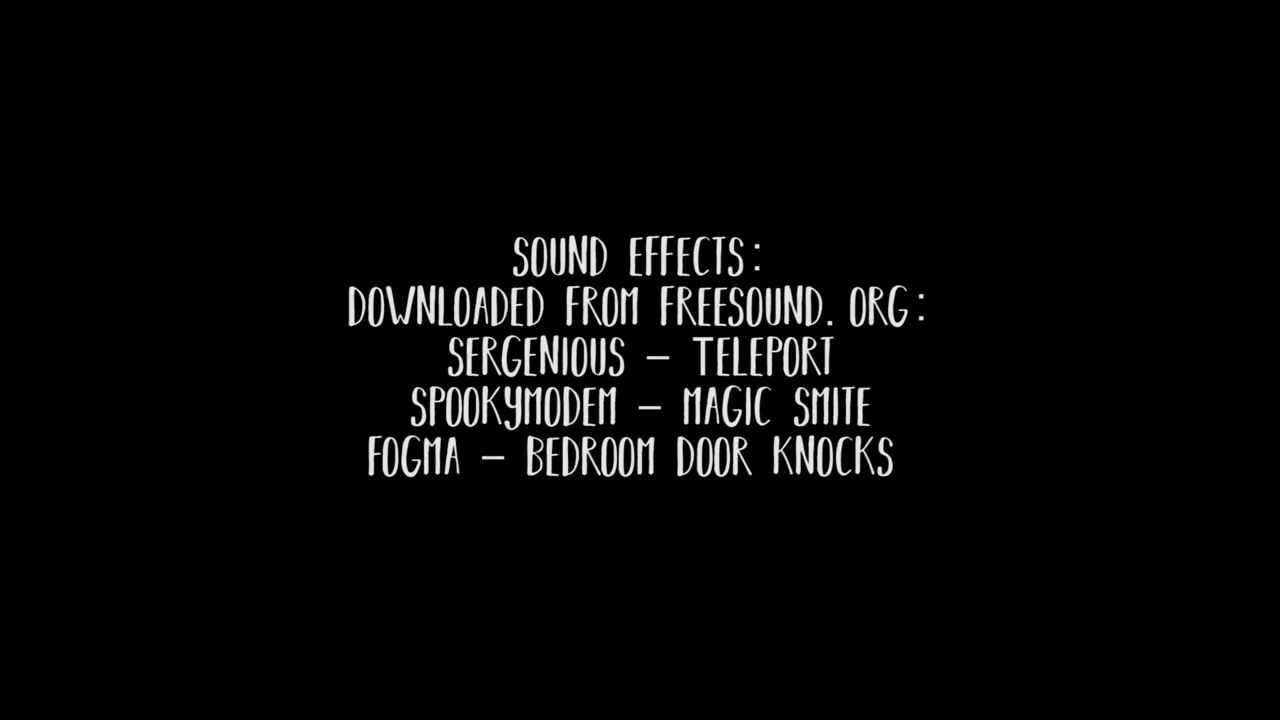 SOUND EFFECTS:
DOWNLOADED FROM FREESOUND.ORG:
SERGENIOUS - TELEPORT
SPOOKYMODEM - MAGIC SMITE
FOGMA - BEDROOM DOOR KNOCKS